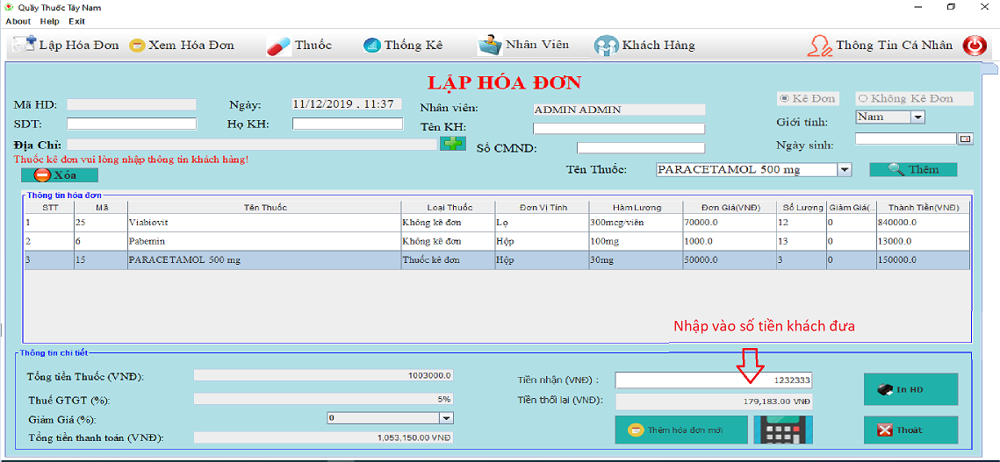 Quầy Thuốc Tây Nam
About Help Exit
Lập Hóa Đơn Xem Hóa Đơn Thuốc Thống Kê Nhân Viên Khách Hàng Thông Tin Cá Nhân
LẬP HÓA ĐƠN
Mã HD: Ngày: 11/12/2019 , 11:37 Nhân viên: ADMIN ADMIN Kê Đơn Không Kê Đơn
SDT: Họ KH: Tên KH: Giới tính: Nam
Địa Chỉ: Số CMND: Ngày sinh:
Thuốc kê đơn vui lòng nhập thông tin khách hàng!
Xóa Tên Thuốc: PARACETAMOL 500 mg Thêm
Thông tin hóa đơn
STT Mã Tên Thuốc Loại Thuốc Đơn Vị Tính Hàm Lượng Đơn Giá(VNĐ) Số Lượng Giảm Giá(... Thành Tiền(VNĐ)
1 25 Viabiovit Không kê đơn Lọ 300mcg/viên 70000.0 12 0 840000.0
2 6 Pabemin Không kê đơn Hộp 100mg 1000.0 13 0 13000.0
3 15 PARACETAMOL 500 mg Thuốc kê đơn Hộp 30mg 50000.0 3 0 150000.0
Nhập vào số tiền khách đưa
Thông tin chi tiết
Tổng tiền Thuốc (VNĐ): 1003000.0 Tiền nhận (VNĐ) : 1232333
Thuế GTGT (%): 5% Tiền thối lại (VNĐ): 179,183.00 VNĐ In HD
Giảm Giá (%): 0
Tổng tiền thanh toán (VNĐ): 1,053,150.00 VNĐ Thêm hóa đơn mới Thoát